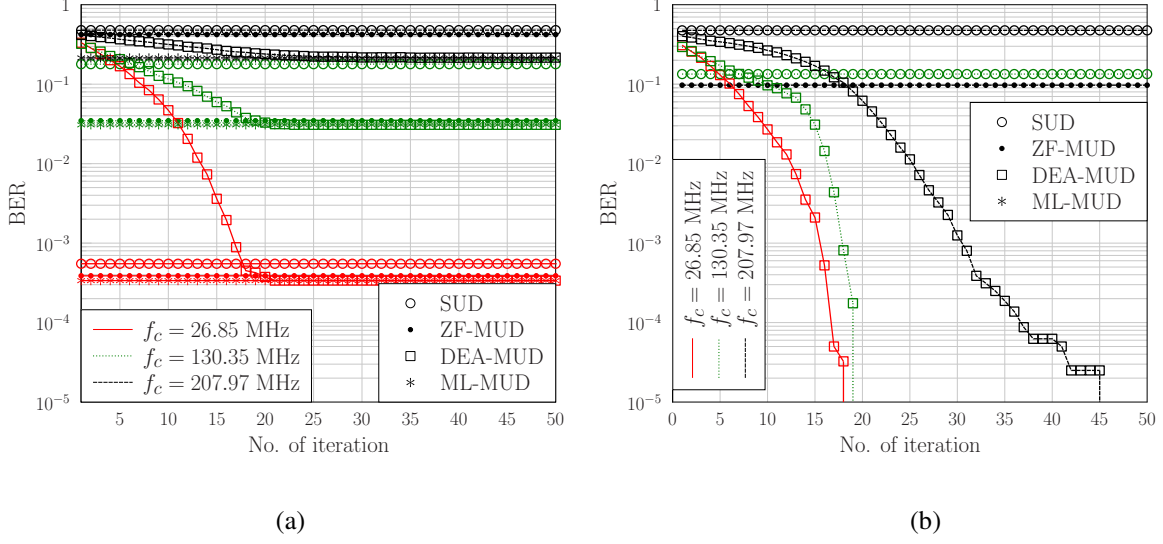 1
10^−1
10^−2
10^−3
10^−4
10^−5
BER
5 10 15 20 25 30 35 40 45 50
No. of iteration
f_c = 26.85 MHz
f_c = 130.35 MHz
f_c = 207.97 MHz
SUD
ZF-MUD
DEA-MUD
ML-MUD
(a)
1
10^−1
10^−2
10^−3
10^−4
10^−5
BER
0 5 10 15 20 25 30 35 40 45 50
No. of iteration
f_c = 26.85 MHz
f_c = 130.35 MHz
f_c = 207.97 MHz
SUD
ZF-MUD
DEA-MUD
ML-MUD
(b)